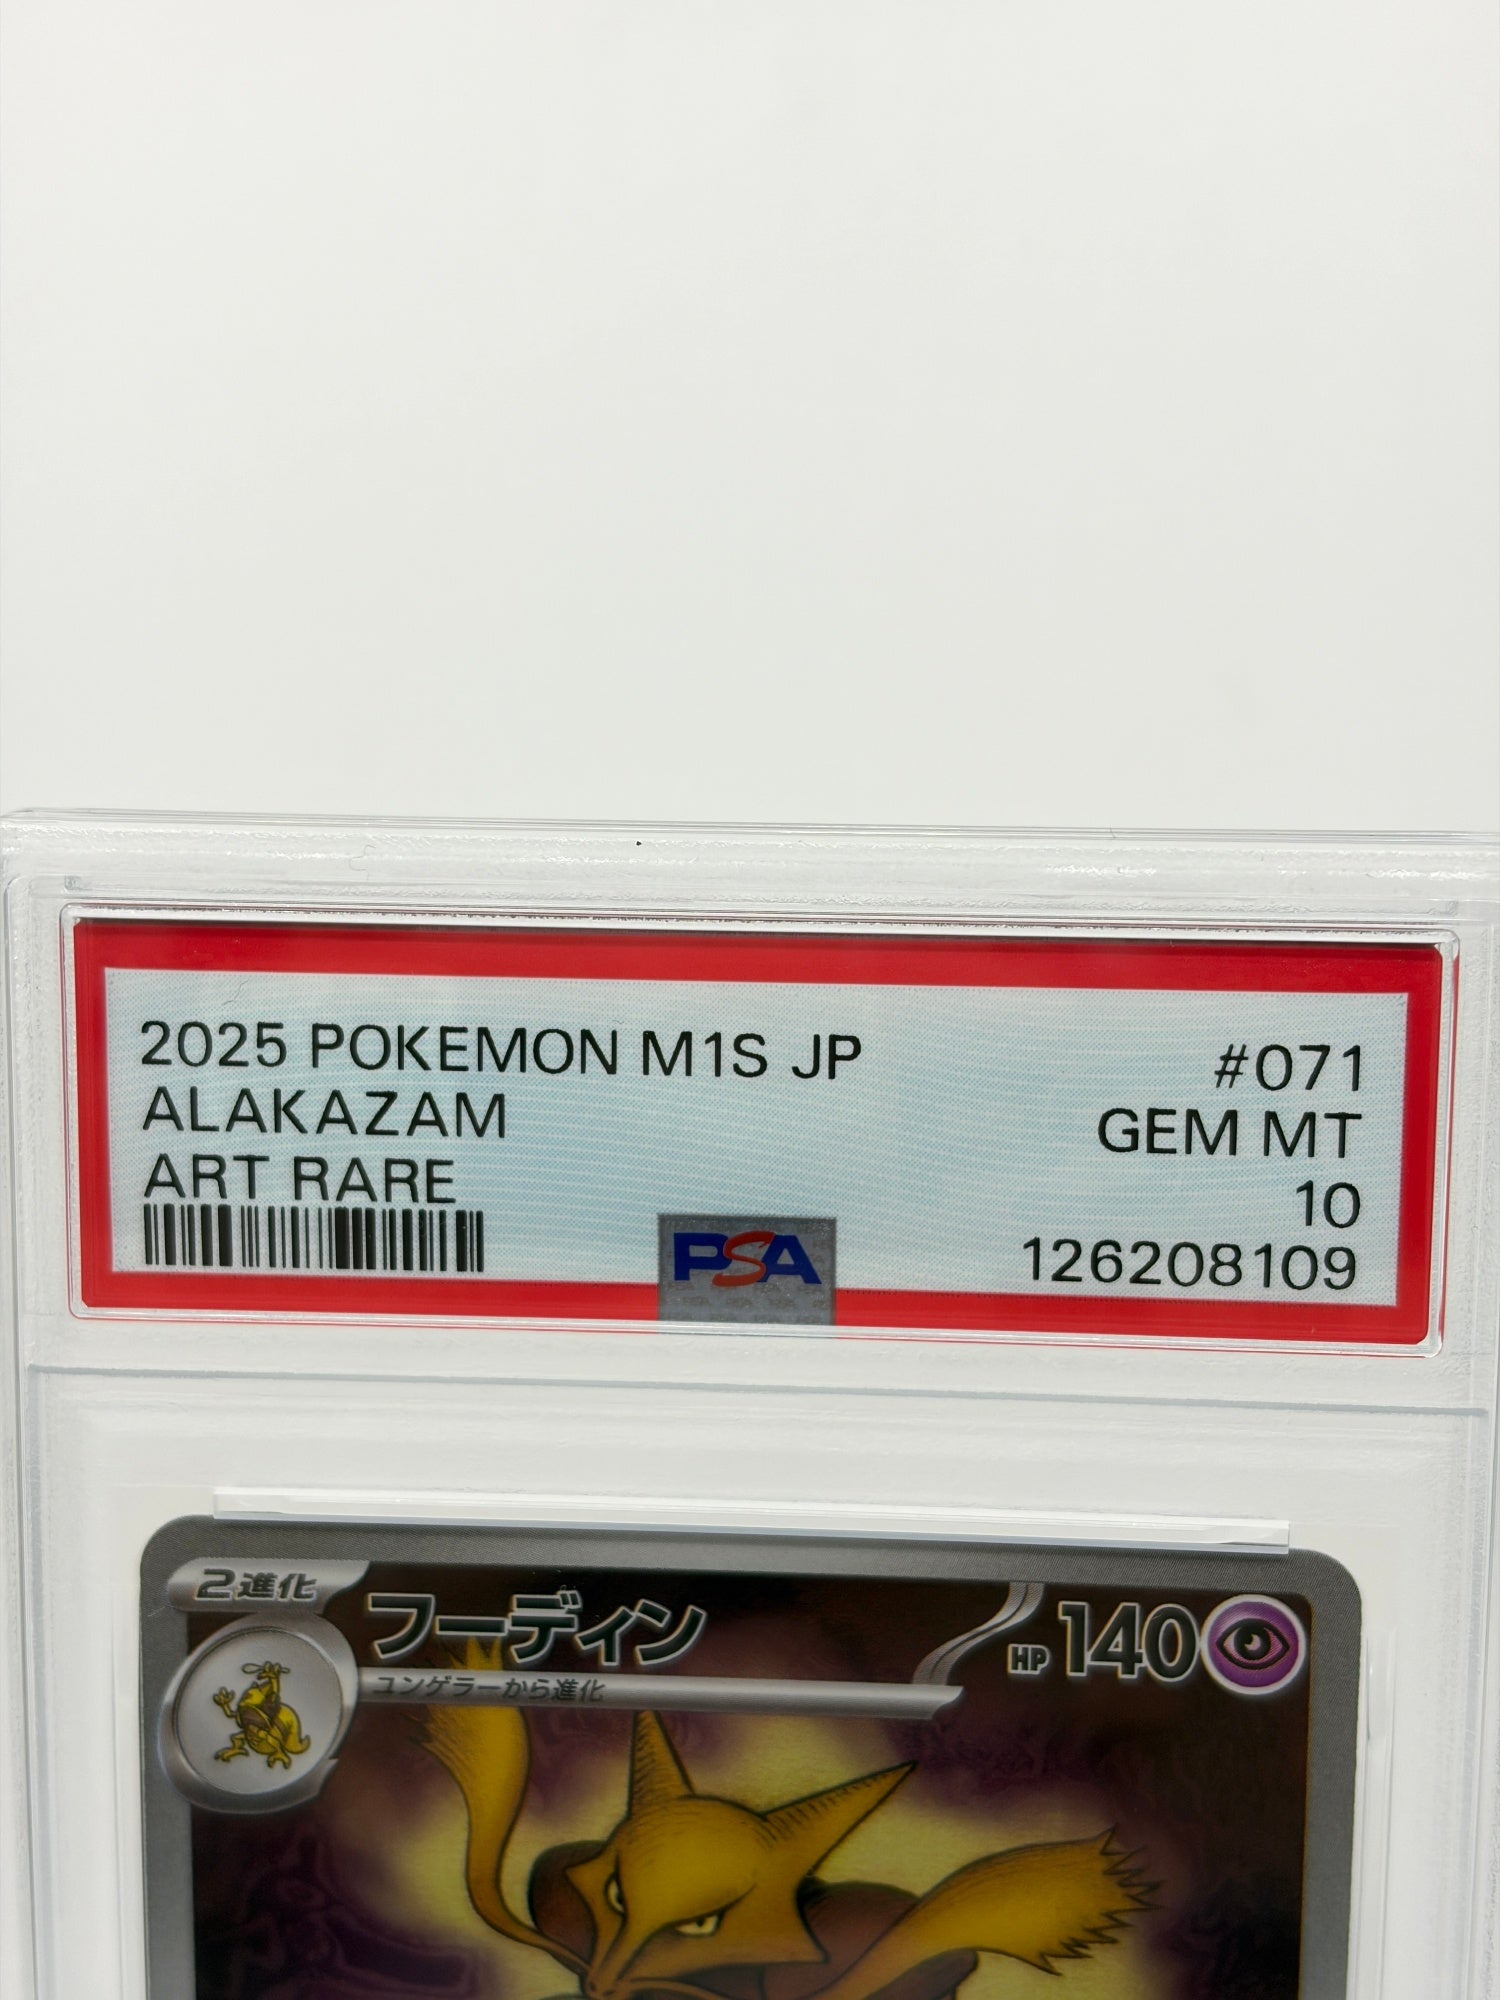 2025 POKEMON M1S JP #071
ALAKAZAM GEM MT
ART RARE 10
PSA 126208109
2進化 フーディン HP 140
ユンゲラーから進化